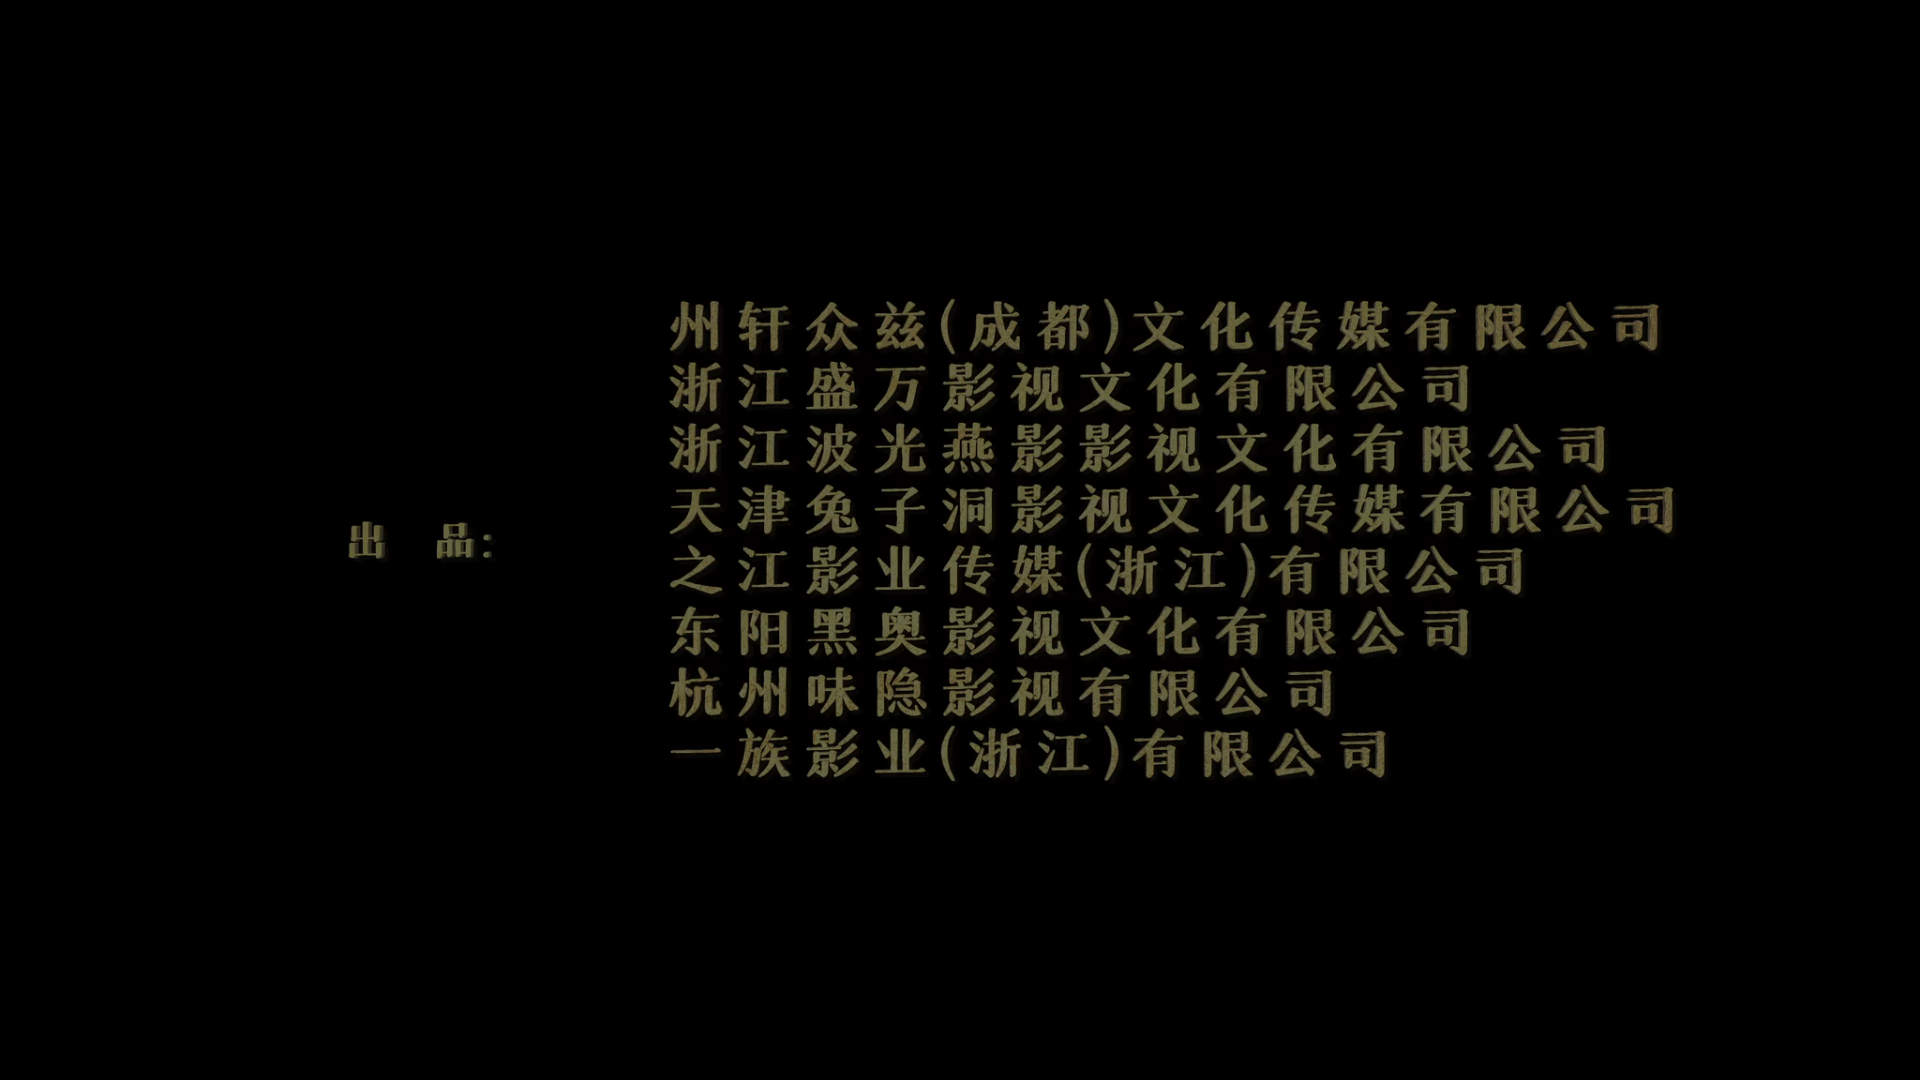 出 品:
州轩众兹(成都)文化传媒有限公司
浙江盛万影视文化有限公司
浙江波光燕影影视文化有限公司
天津兔子洞影视文化传媒有限公司
之江影业传媒(浙江)有限公司
东阳黑奥影视文化有限公司
杭州味隐影视有限公司
一族影业(浙江)有限公司